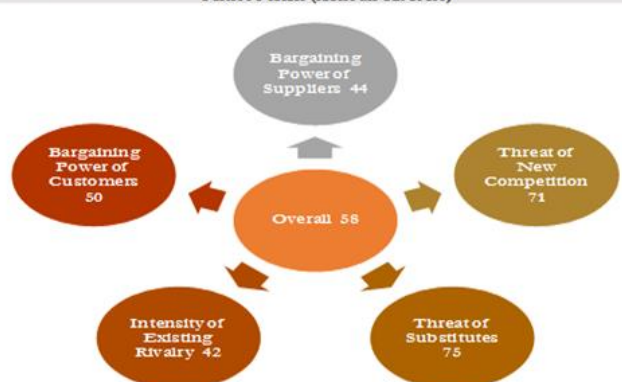 Bargaining
Power of
Suppliers 44
Bargaining
Power of
Customers
50
Threat of
New
Competition
71
Overall 58
Intensity of
Existing
Rivalry 42
Threat of
Substitutes
75